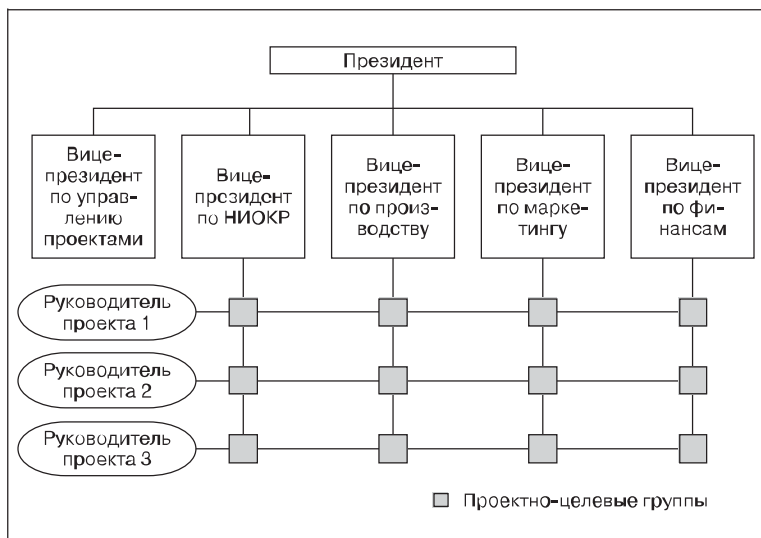 Президент
Вице-
президент
по управ-
лению
проектами
Вице-
президент
по НИОКР
Вице-
президент
по произ-
водству
Вице-
президент
по марке-
тингу
Вице-
президент
по фи-
нансам
Руководитель
проекта 1
Руководитель
проекта 2
Руководитель
проекта 3
Проектно-целевые группы